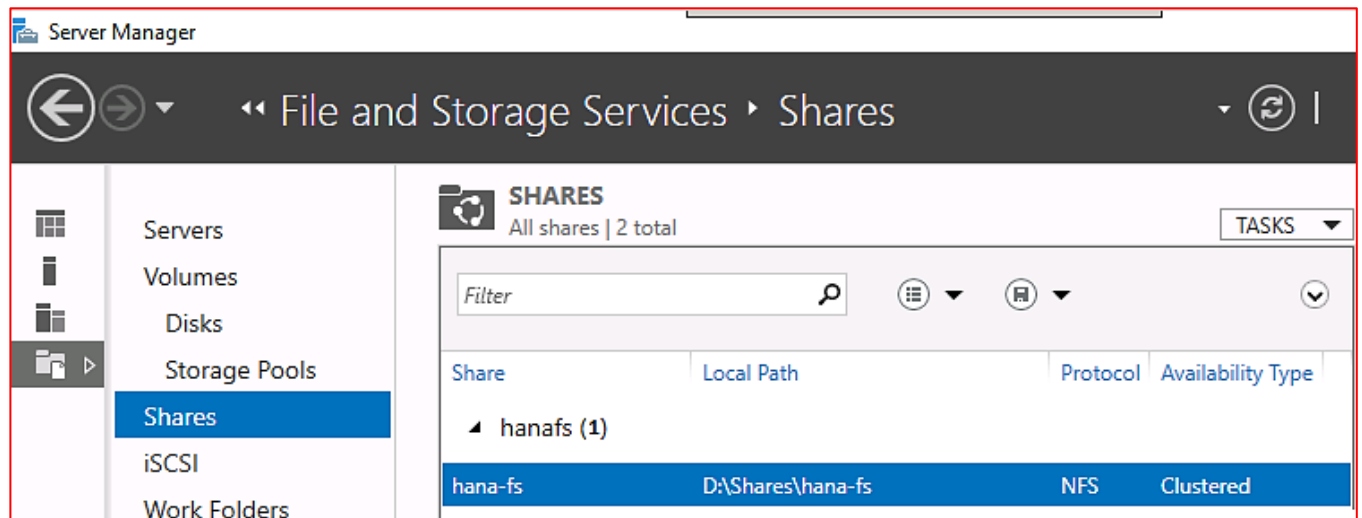 Server Manager
File and Storage Services Shares
Servers
Volumes
Disks
Storage Pools
Shares
iSCSI
Work Folders
SHARES
All shares | 2 total
TASKS
Filter
Share Local Path Protocol Availability Type
hanafs (1)
hana-fs D:\Shares\hana-fs NFS Clustered